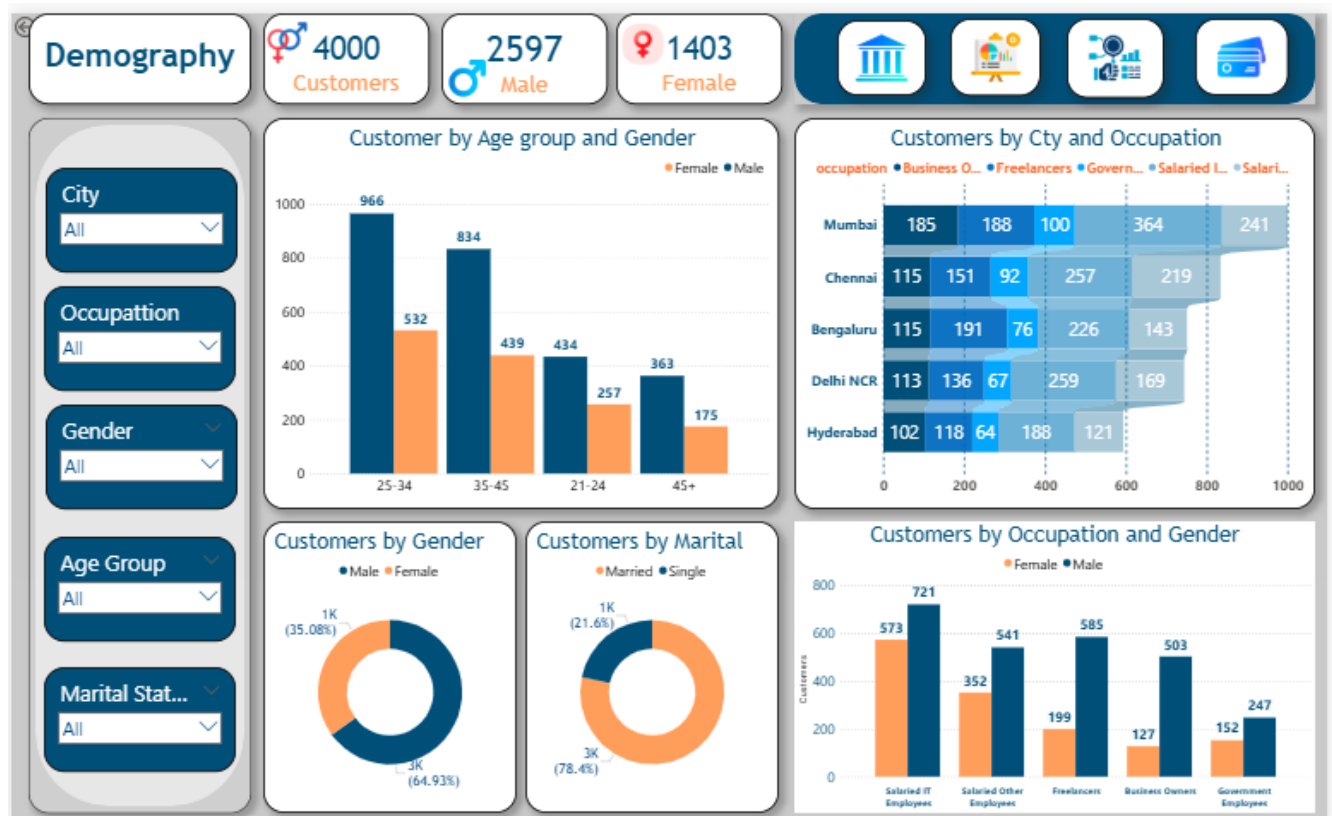 Demography
4000
Customers
2597
Male
1403
Female
City
All
Occupattion
All
Gender
All
Age Group
All
Marital Stat...
All
Customer by Age group and Gender
Female Male
1000
800
600
400
200
0
966
532
834
439
434
257
363
175
25-34 35-45 21-24 45+
Customers by Cty and Occupation
occupation Business O... Freelancers Govern... Salaried I... Salari...
Mumbai 185 188 100 364 241
Chennai 115 151 92 257 219
Bengaluru 115 191 76 226 143
Delhi NCR 113 136 67 259 169
Hyderabad 102 118 64 188 121
0 200 400 600 800 1000
Customers by Gender
Male Female
1K
(35.08%)
3K
(64.93%)
Customers by Marital
Married Single
1K
(21.6%)
3K
(78.4%)
Customers by Occupation and Gender
Female Male
Customers
800
600
400
200
0
573
721
352
541
199
585
127
503
152
247
Salaried IT
Employees
Salaried Other
Employees
Freelancers
Business Owners
Government
Employees